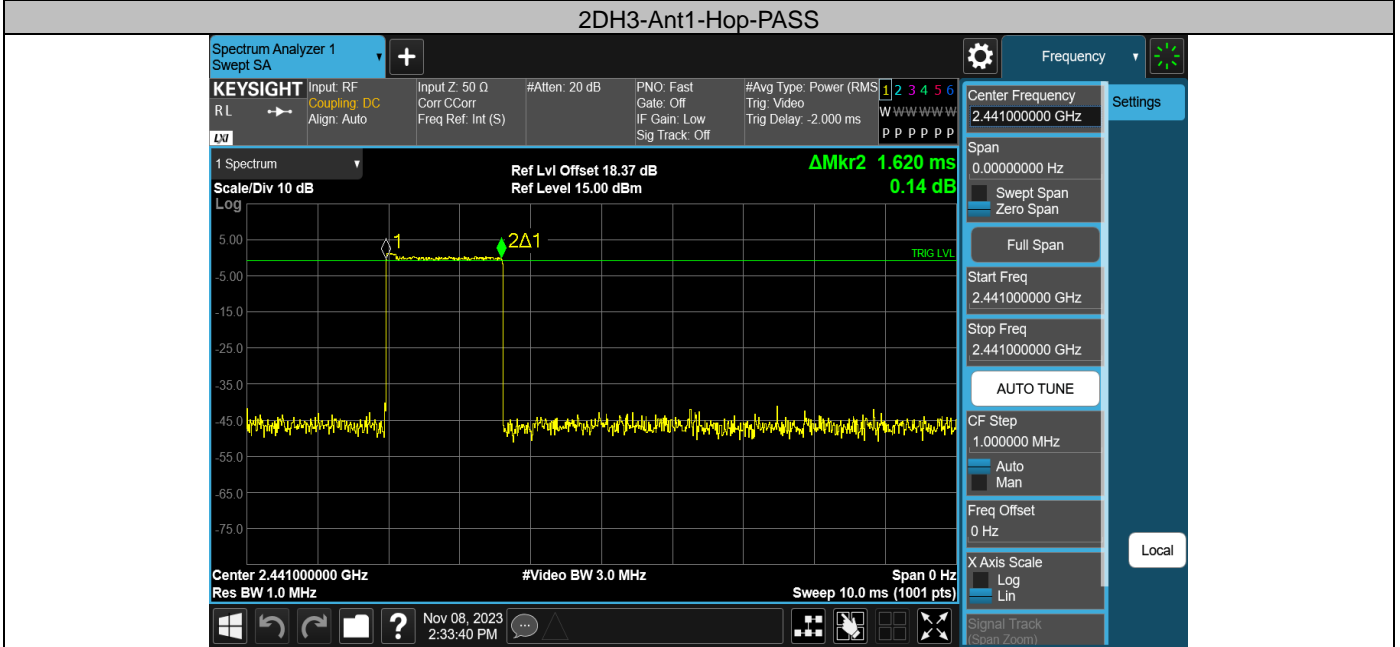 2DH3-Ant1-Hop-PASS
Spectrum Analyzer 1
Swept SA
Frequency
KEYSIGHT
RL
LXI
Input: RF
Coupling: DC
Align: Auto
Input Z: 50 Ω
Corr CCorr
Freq Ref: Int (S)
#Atten: 20 dB
PNO: Fast
Gate: Off
IF Gain: Low
Sig Track: Off
#Avg Type: Power (RMS
Trig: Video
Trig Delay: -2.000 ms
1 2 3 4 5 6
W W W W W W
P P P P P P
1 Spectrum
Scale/Div 10 dB
Log
Ref Lvl Offset 18.37 dB
Ref Level 15.00 dBm
ΔMkr2 1.620 ms
0.14 dB
5.00
-5.00
-15.0
-25.0
-35.0
-45.0
-55.0
-65.0
-75.0
1
2Δ1
TRIG LVL
Center 2.441000000 GHz
Res BW 1.0 MHz
#Video BW 3.0 MHz
Span 0 Hz
Sweep 10.0 ms (1001 pts)
Center Frequency
2.441000000 GHz
Settings
Span
0.00000000 Hz
Swept Span
Zero Span
Full Span
Start Freq
2.441000000 GHz
Stop Freq
2.441000000 GHz
AUTO TUNE
CF Step
1.000000 MHz
Auto
Man
Freq Offset
0 Hz
X Axis Scale
Log
Lin
Signal Track
(Span Zoom)
Local
?
Nov 08, 2023
2:33:40 PM